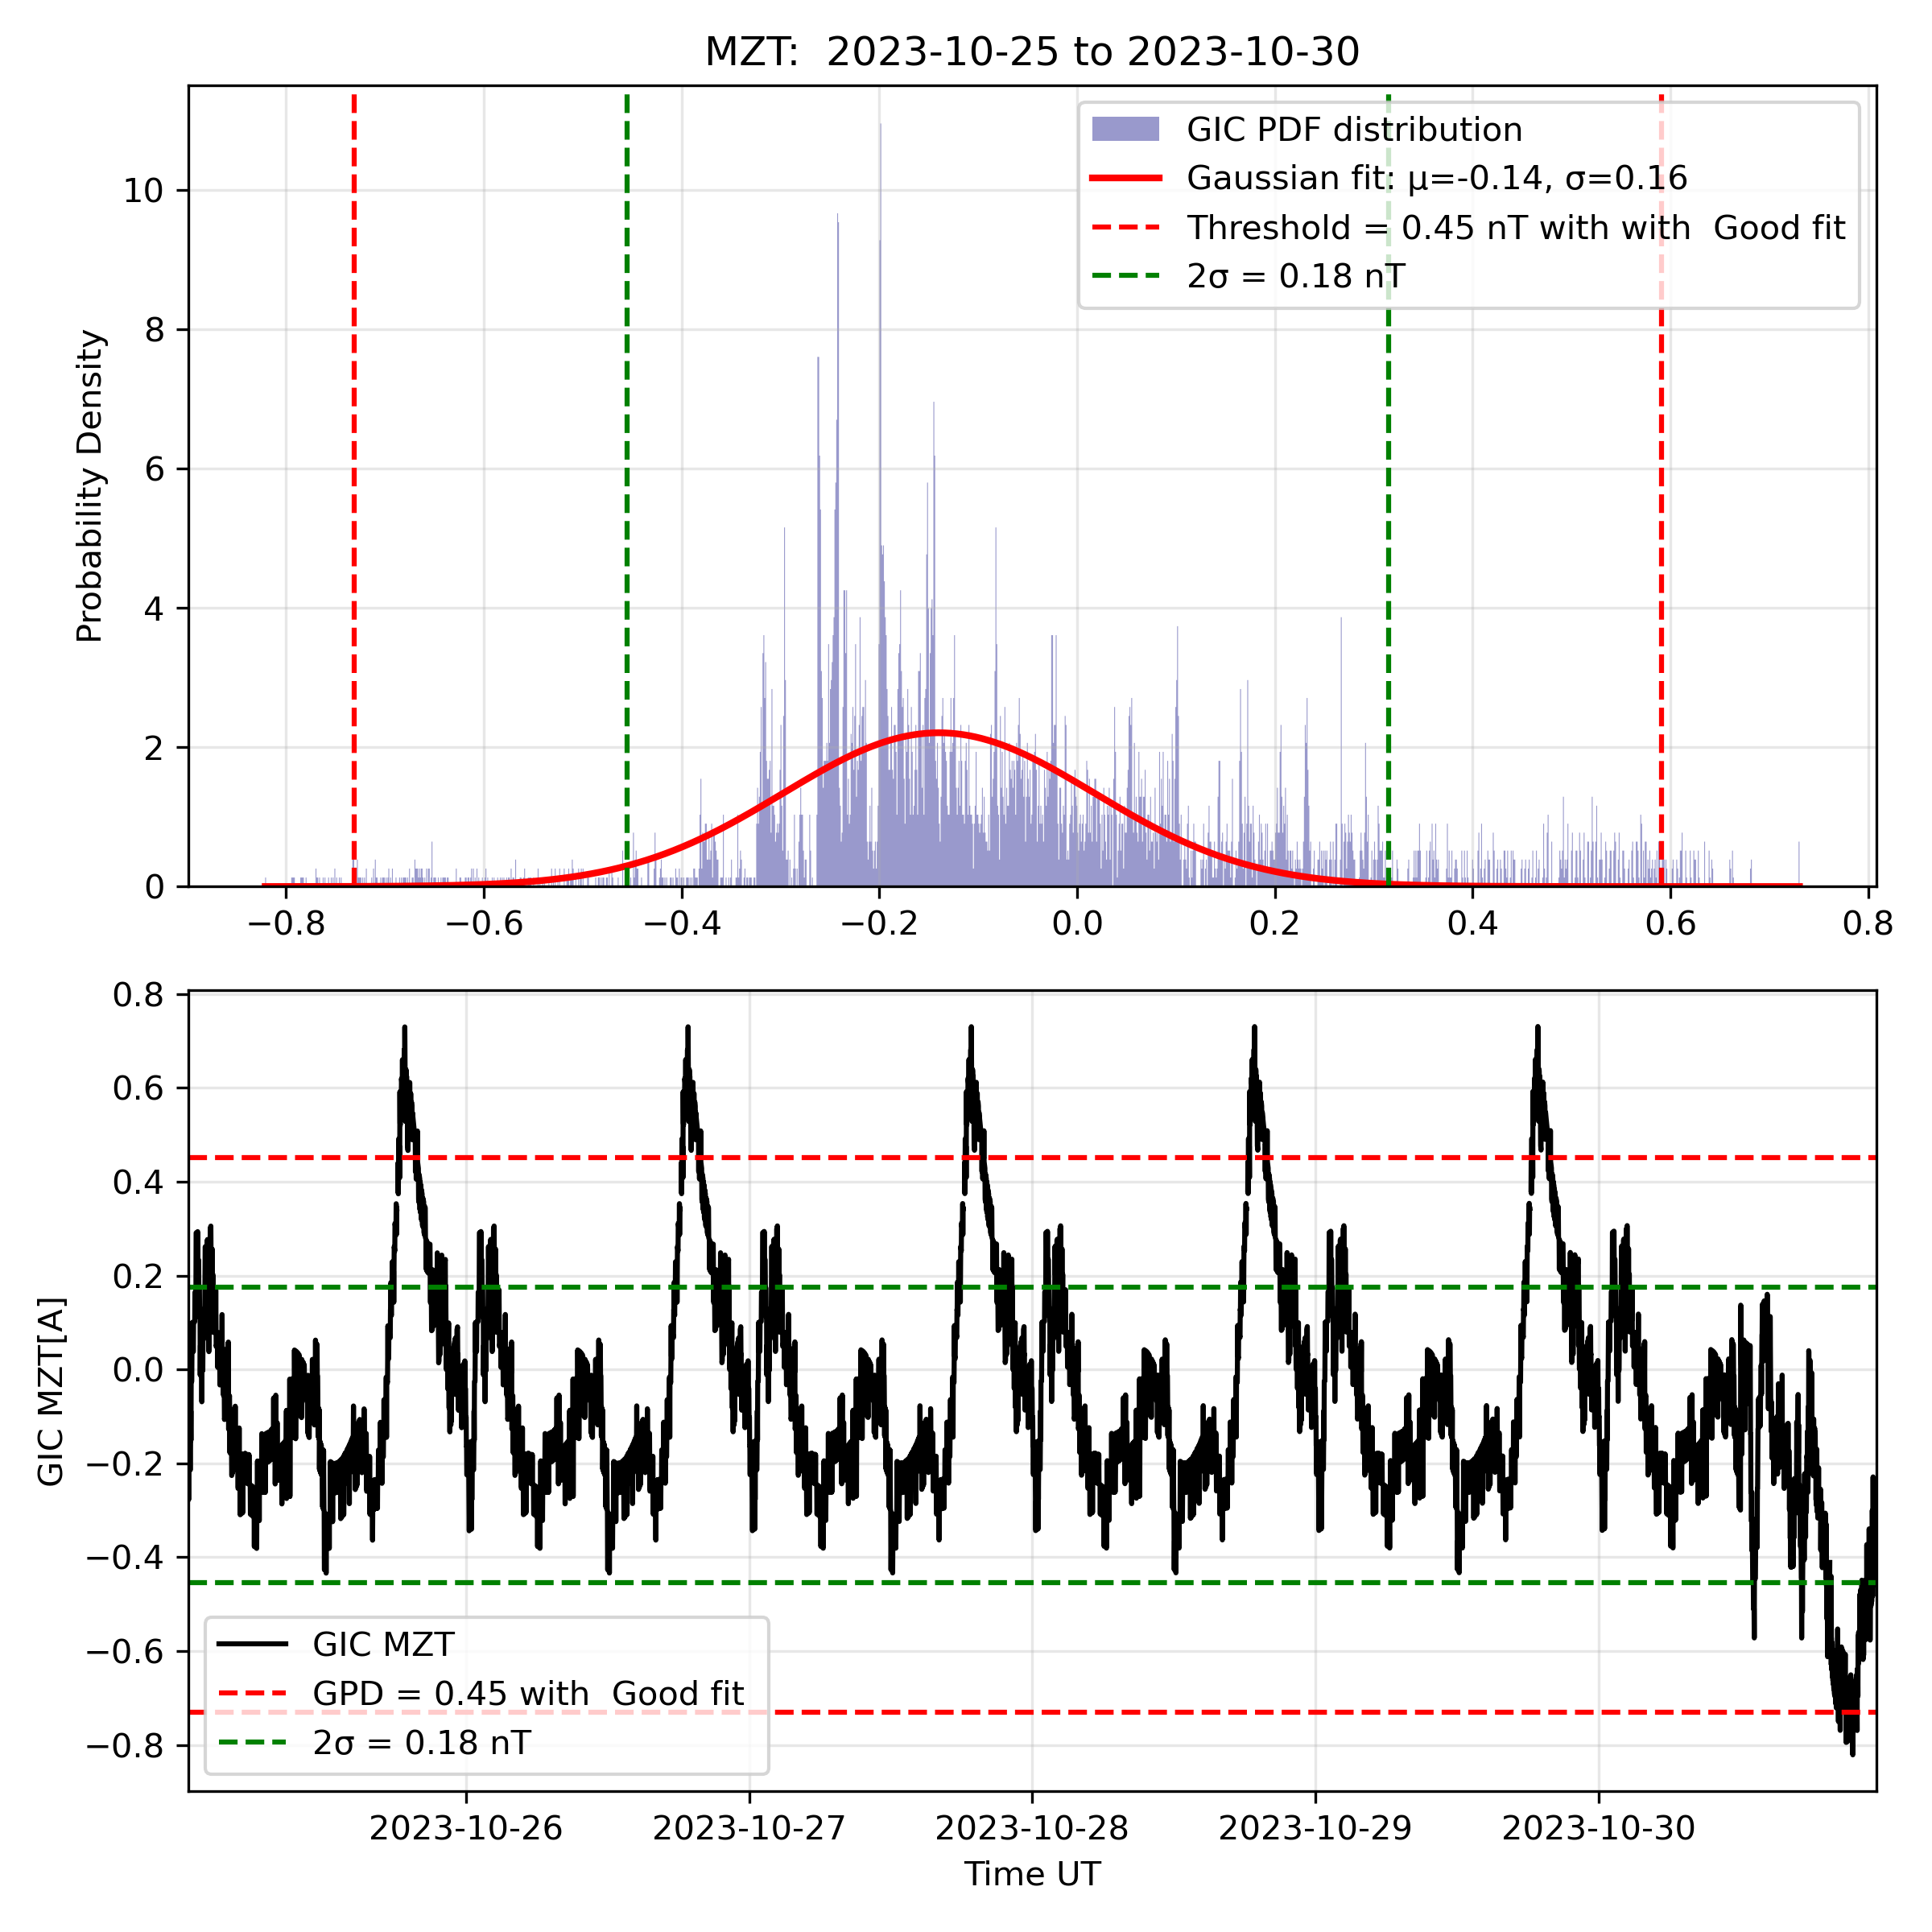 MZT:  2023-10-25 to 2023-10-30
GIC PDF distribution
Gaussian fit: μ=-0.14, σ=0.16
Threshold = 0.45 nT with with  Good fit
2σ = 0.18 nT
Probability Density
10
8
6
4
2
0
−0.8 −0.6 −0.4 −0.2 0.0 0.2 0.4 0.6 0.8
GIC MZT[A]
0.8
0.6
0.4
0.2
0.0
−0.2
−0.4
−0.6
−0.8
GIC MZT
GPD = 0.45 with  Good fit
2σ = 0.18 nT
2023-10-26 2023-10-27 2023-10-28 2023-10-29 2023-10-30
Time UT